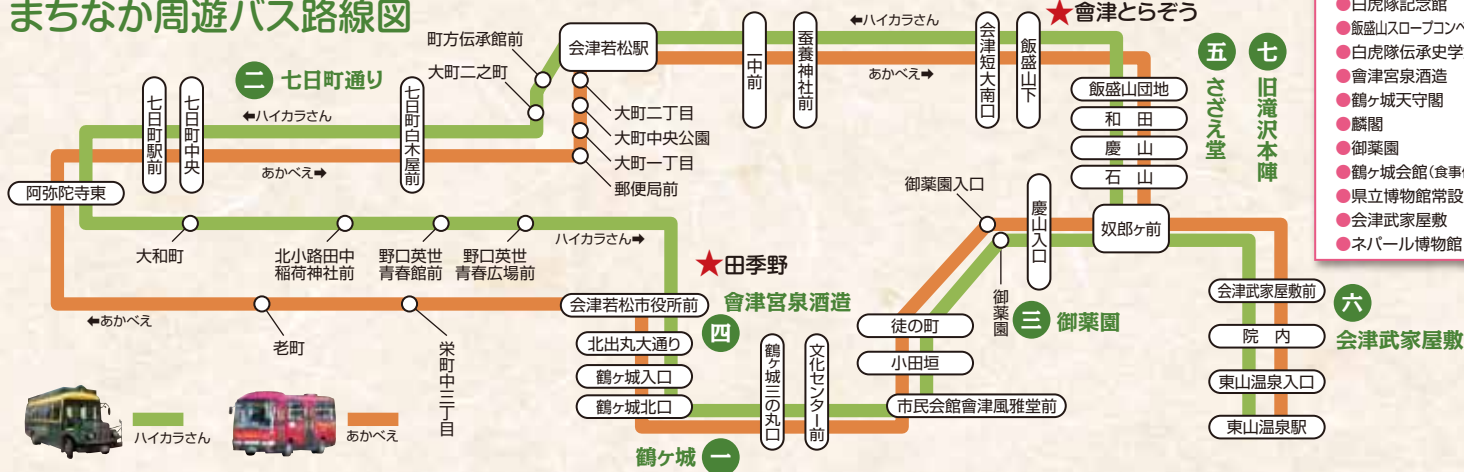 まちなか周遊バス路線図
二 七日町通り
町方伝承館前
大町二之町
会津若松駅
←ハイカラさん
あかべえ→
一中前
蚕養神社前
会津短大南口
飯盛山下
★會津とらぞう
飯盛山団地
和田
慶山
石山
五 さざえ堂
七 旧滝沢本陣
●白虎隊記念館
●飯盛山スロープコンベ
●白虎隊伝承史学
●會津宮泉酒造
●鶴ヶ城天守閣
●麟閣
●御薬園
●鶴ヶ城会館(食事
●県立博物館常設
●会津武家屋敷
●ネパール博物館
七日町駅前
七日町中央
←ハイカラさん
あかべえ→
七日町白木屋前
大町二丁目
大町中央公園
大町一丁目
郵便局前
阿弥陀寺東
大和町
北小路田中
稲荷神社前
野口英世
青春館前
野口英世
青春広場前
ハイカラさん→
御薬園入口
慶山入口
奴郎ヶ前
★田季野
會津宮泉酒造
四
会津若松市役所前
北出丸大通り
鶴ヶ城入口
鶴ヶ城北口
←あかべえ
老町
栄町中三丁目
鶴ヶ城三の丸口
文化センター前
徒の町
小田垣
市民会館會津風雅堂前
御薬園
三 御薬園
会津武家屋敷前
院内
東山温泉入口
東山温泉駅
六
会津武家屋敷
ハイカラさん
あかべえ
鶴ヶ城 一